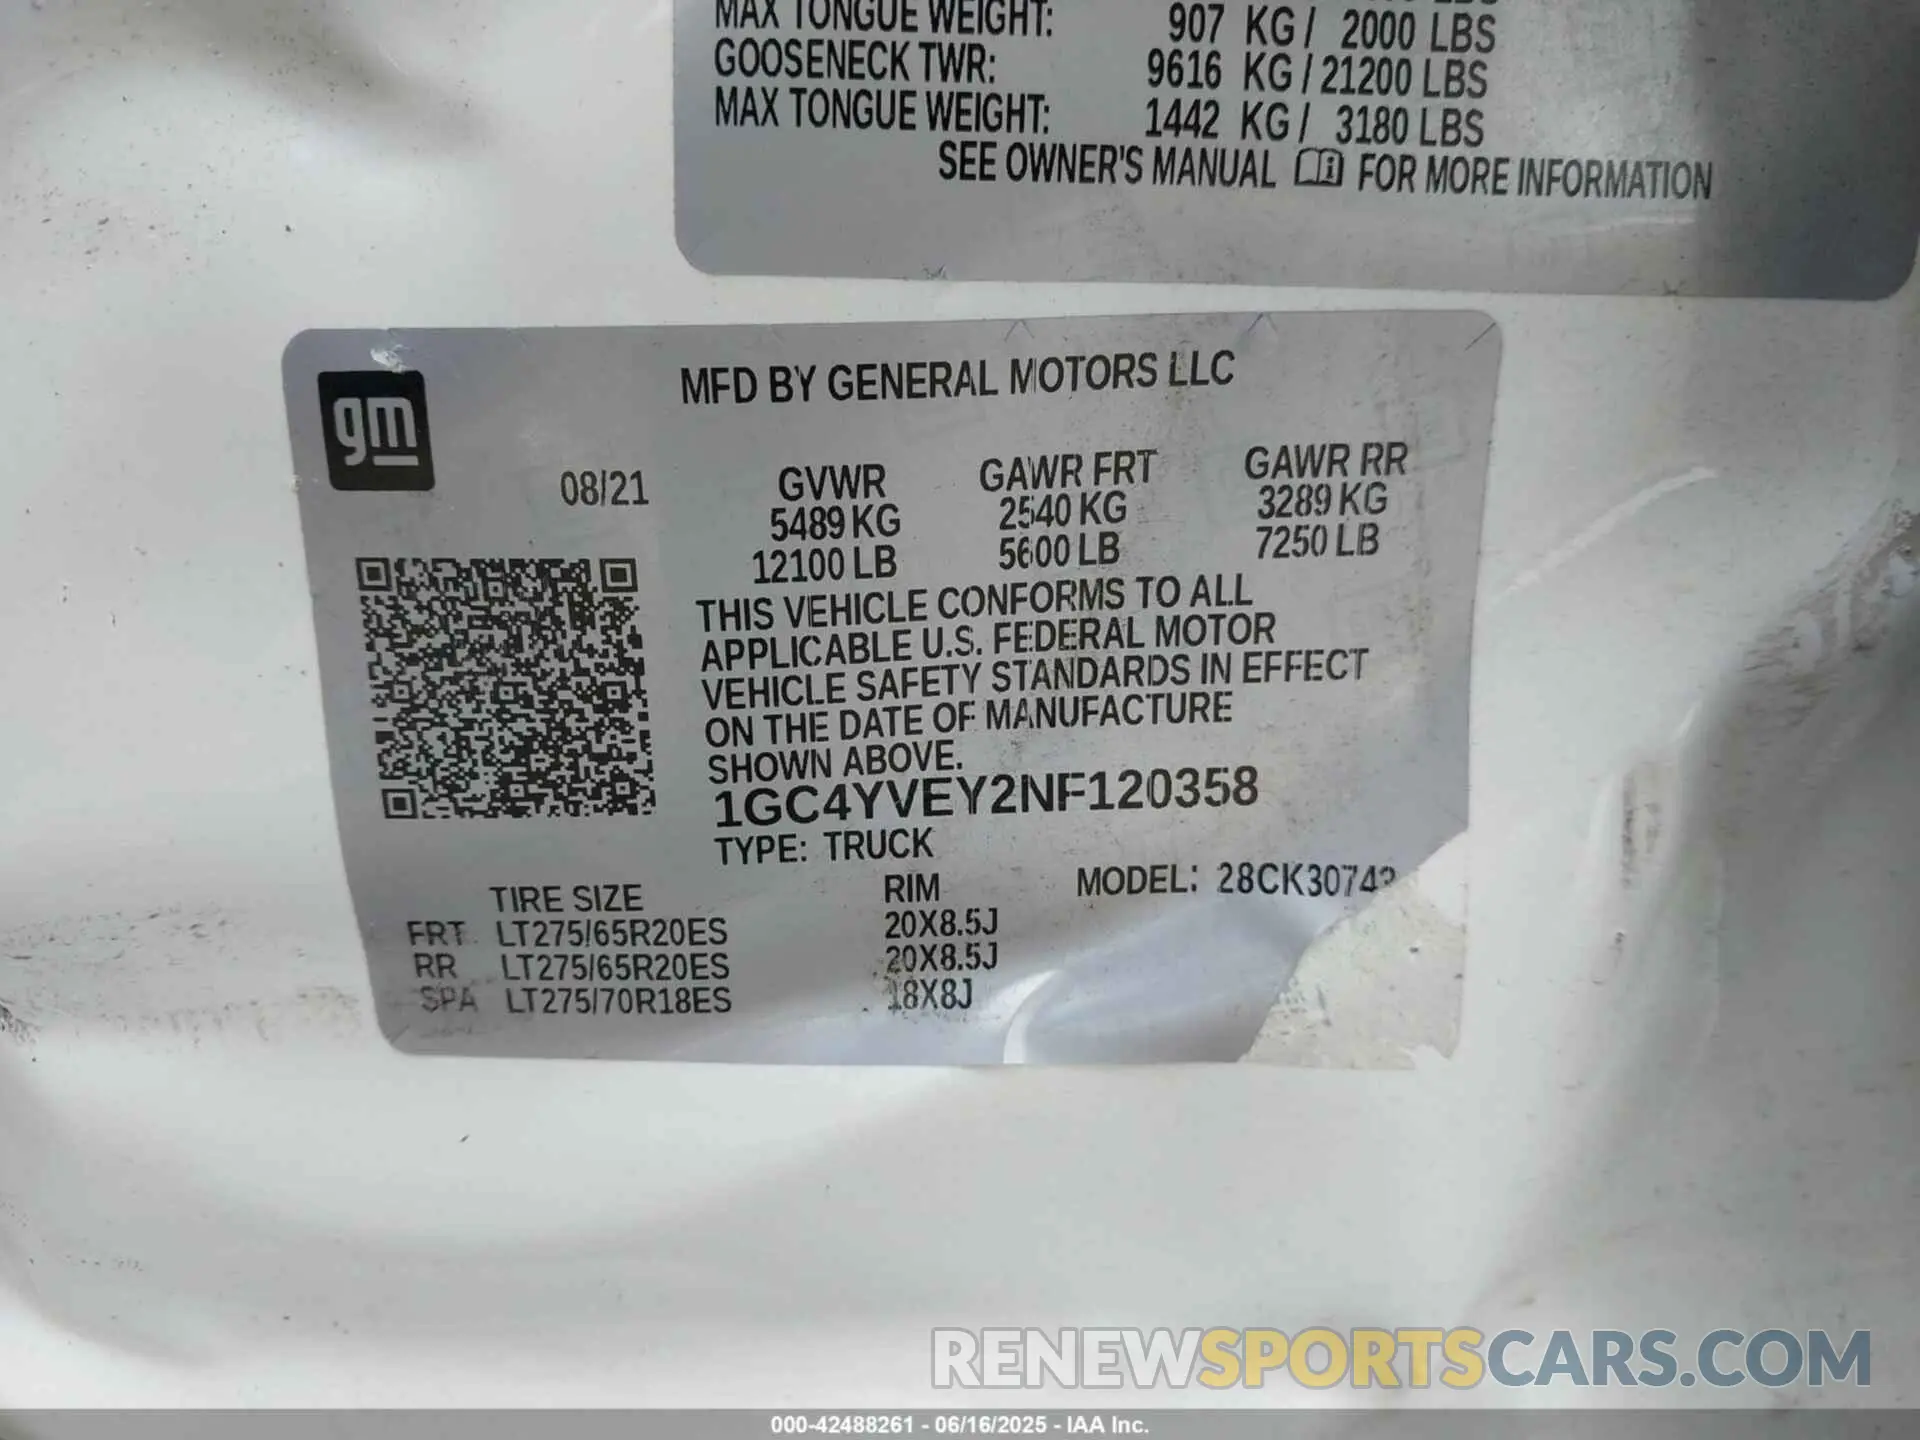 MAX TONGUE WEIGHT: 907 KG / 2000 LBS
GOOSENECK TWR: 9616 KG / 21200 LBS
MAX TONGUE WEIGHT: 1442 KG / 3180 LBS
SEE OWNER'S MANUAL FOR MORE INFORMATION
gm
MFD BY GENERAL MOTORS LLC
08/21 GVWR GAWR FRT GAWR RR
5489 KG 2540 KG 3289 KG
12100 LB 5600 LB 7250 LB
THIS VEHICLE CONFORMS TO ALL
APPLICABLE U.S. FEDERAL MOTOR
VEHICLE SAFETY STANDARDS IN EFFECT
ON THE DATE OF MANUFACTURE
SHOWN ABOVE.
1GC4YVEY2NF120358
TYPE: TRUCK
MODEL: 28CK30743
TIRE SIZE RIM
FRT LT275/65R20ES 20X8.5J
RR LT275/65R20ES 20X8.5J
SPA LT275/70R18ES 18X8J
RENEWSPORTSCARS.COM
000-42488261 - 06/16/2025 - IAA Inc.